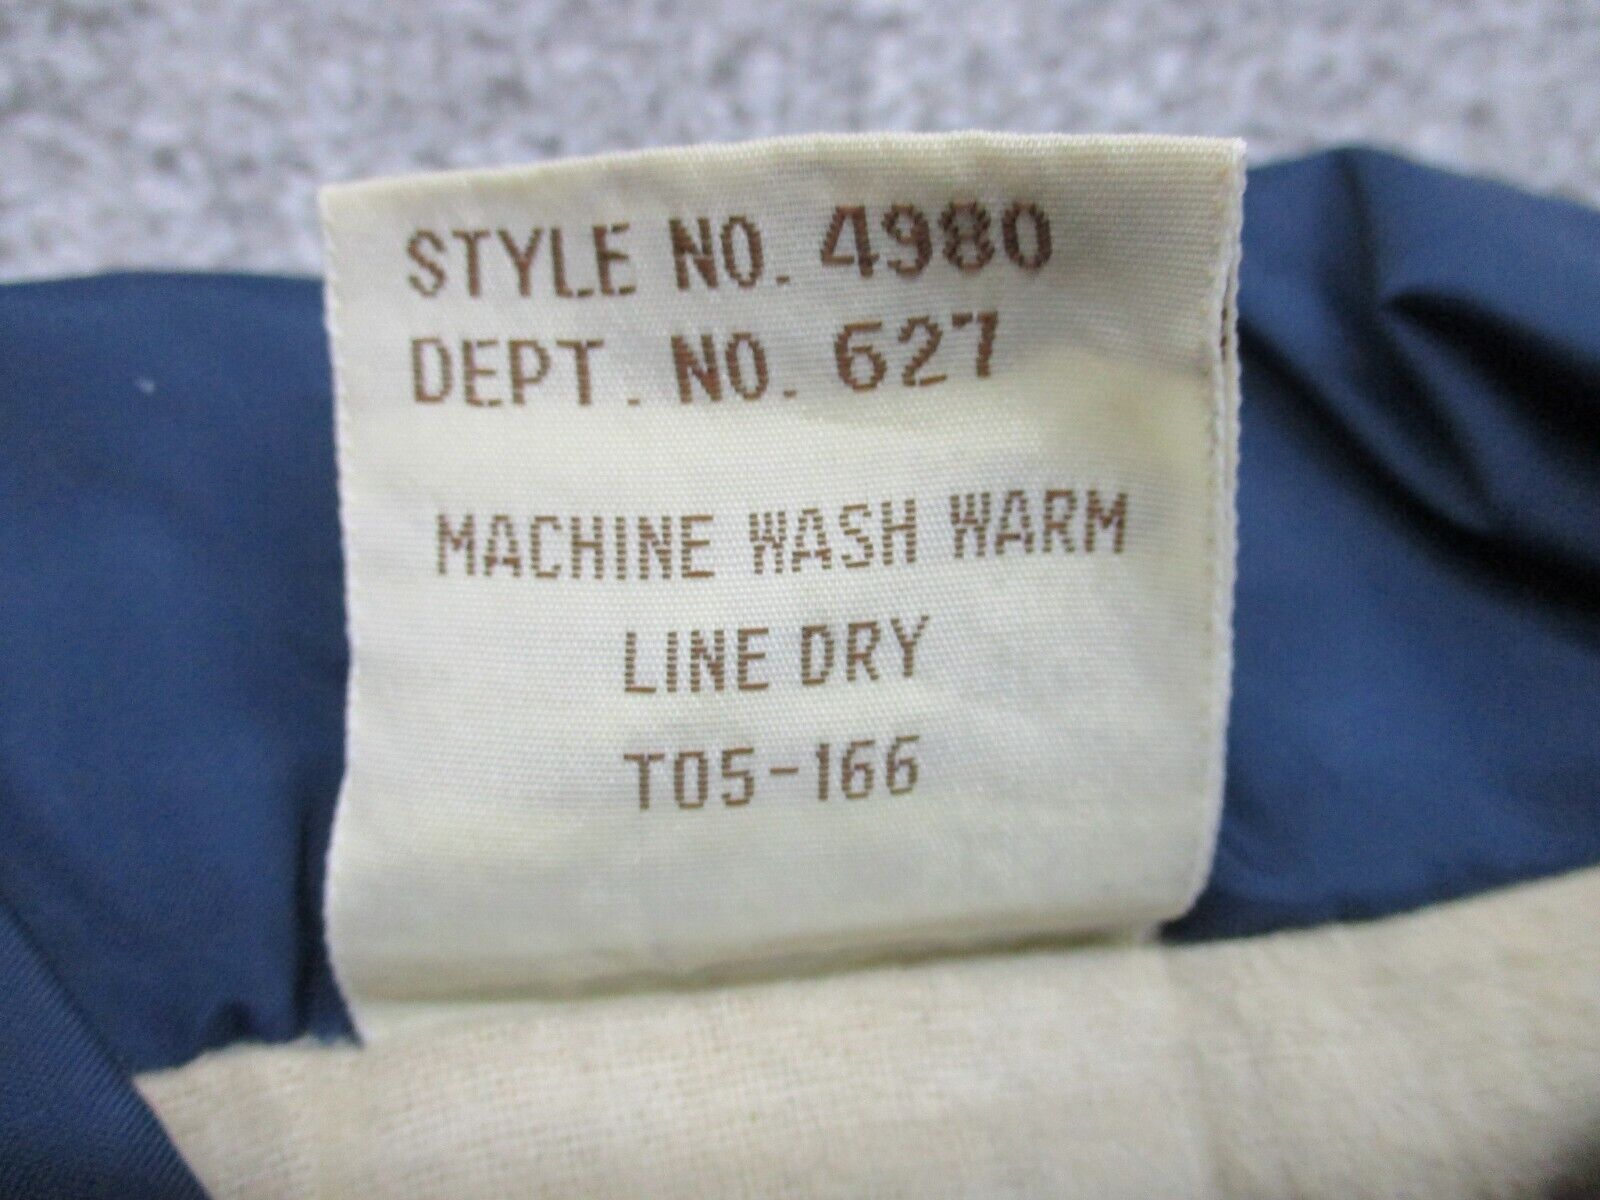 STYLE NO. 4980
DEPT. NO. 627
MACHINE WASH WARM
LINE DRY
T05-166